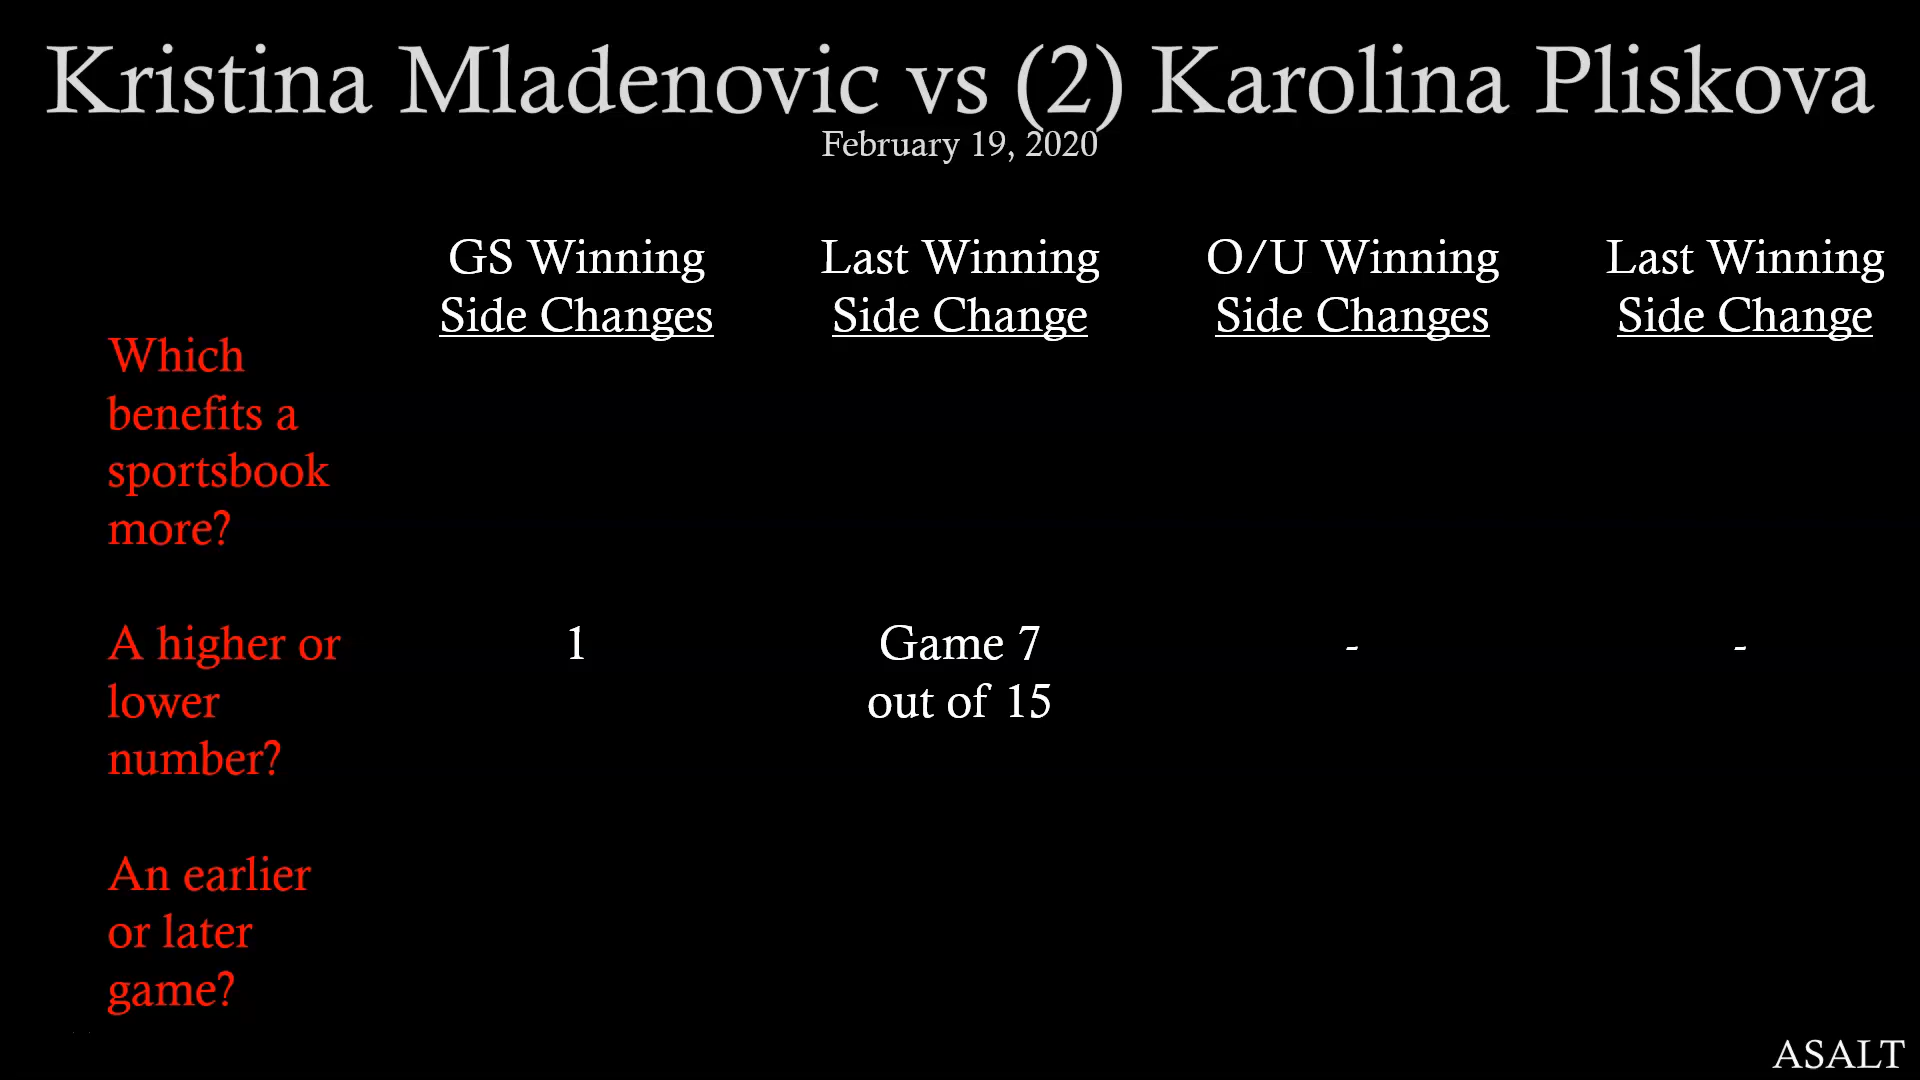 Kristina Mladenovic vs (2) Karolina Pliskova
February 19, 2020
GS Winning
Side Changes
Last Winning
Side Change
O/U Winning
Side Changes
Last Winning
Side Change
Which
benefits a
sportsbook
more?
A higher or
lower
number?
1
Game 7
out of 15
-
-
An earlier
or later
game?
ASALT